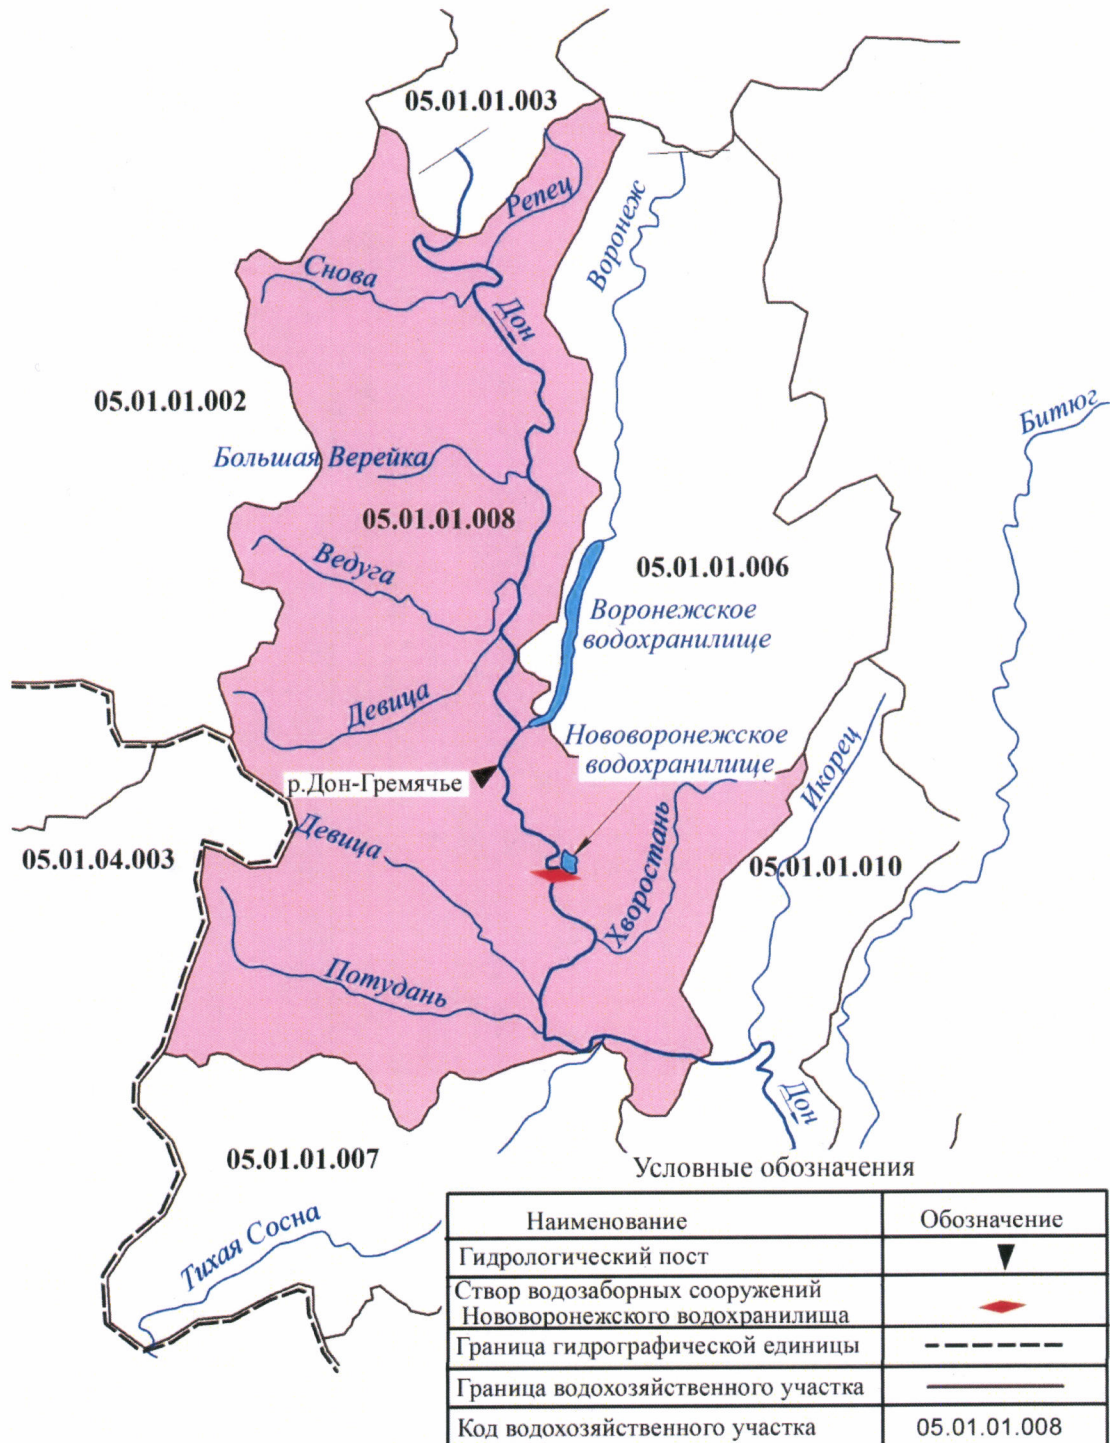 05.01.01.003
Репец
Воронеж
Снова
Дон
05.01.01.002
Битюг
Большая Верейка
05.01.01.008
Ведуга
05.01.01.006
Воронежское
водохранилище
Девица
Нововоронежское
водохранилище
Икорец
р.Дон-Гремячье
Девица
05.01.04.003
Хворостань
05.01.01.010
Потудань
Дон
05.01.01.007
Тихая Сосна
Условные обозначения
Наименование Обозначение
Гидрологический пост
Створ водозаборных сооружений
Нововоронежского водохранилища
Граница гидрографической единицы
Граница водохозяйственного участка
Код водохозяйственного участка 05.01.01.008